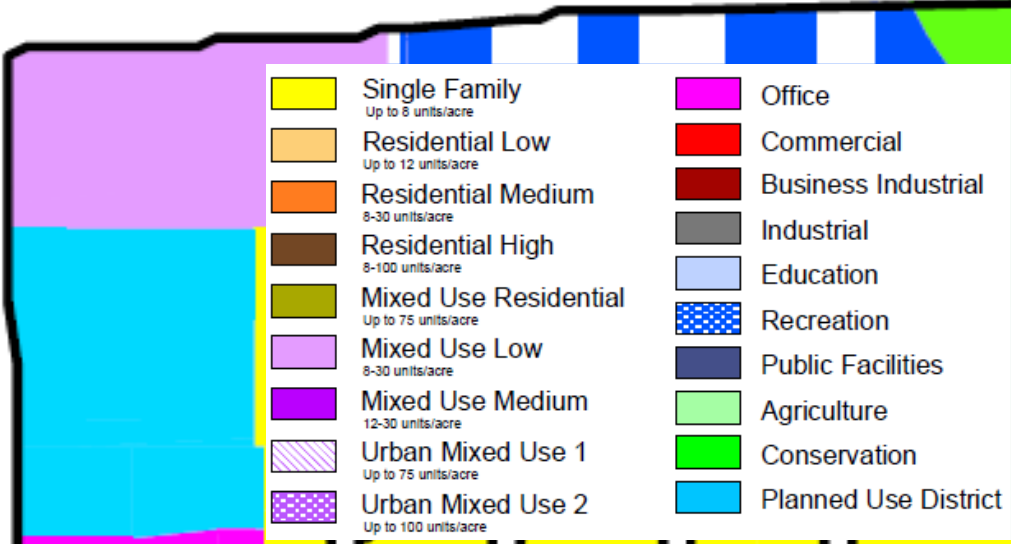 Single Family
Up to 8 units/acre
Residential Low
Up to 12 units/acre
Residential Medium
8-30 units/acre
Residential High
8-100 units/acre
Mixed Use Residential
Up to 75 units/acre
Mixed Use Low
8-30 units/acre
Mixed Use Medium
12-30 units/acre
Urban Mixed Use 1
Up to 75 units/acre
Urban Mixed Use 2
Up to 100 units/acre
Office
Commercial
Business Industrial
Industrial
Education
Recreation
Public Facilities
Agriculture
Conservation
Planned Use District